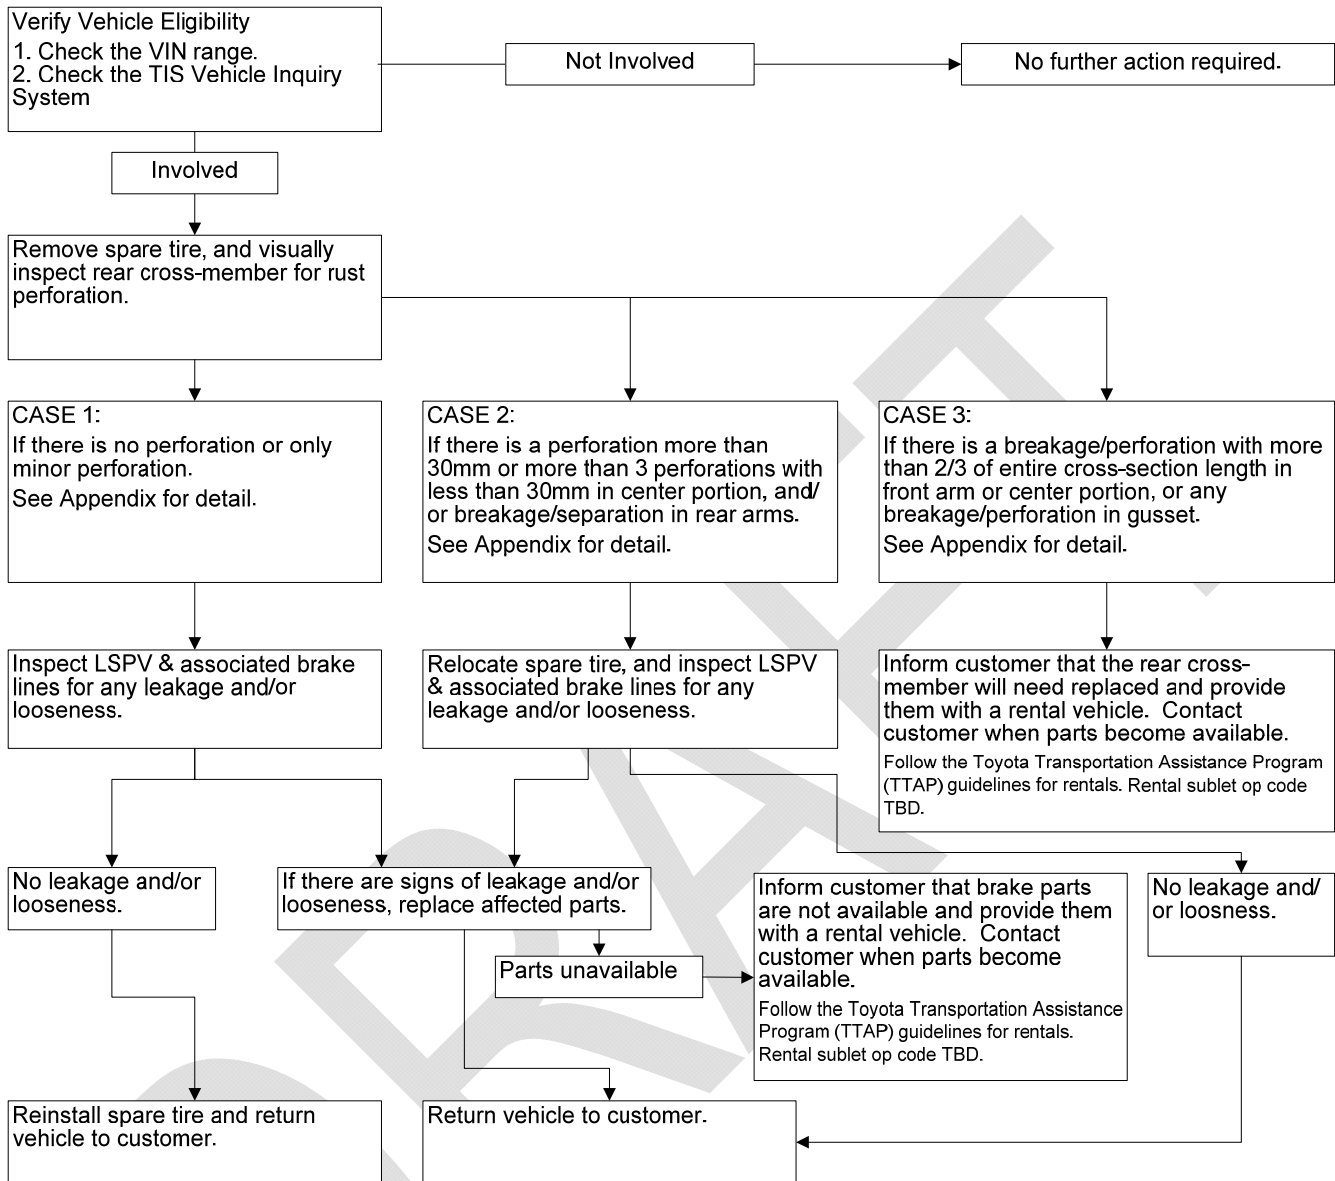 Verify Vehicle Eligibility
1. Check the VIN range.
2. Check the TIS Vehicle Inquiry
System
Not Involved
No further action required.
Involved
Remove spare tire, and visually
inspect rear cross-member for rust
perforation.
CASE 1:
If there is no perforation or only
minor perforation.
See Appendix for detail.
CASE 2:
If there is a perforation more than
30mm or more than 3 perforations with
less than 30mm in center portion, and/
or breakage/separation in rear arms.
See Appendix for detail.
CASE 3:
If there is a breakage/perforation with more
than 2/3 of entire cross-section length in
front arm or center portion, or any
breakage/perforation in gusset.
See Appendix for detail.
Inspect LSPV & associated brake
lines for any leakage and/or
looseness.
Relocate spare tire, and inspect LSPV
& associated brake lines for any
leakage and/or looseness.
Inform customer that the rear cross-
member will need replaced and provide
them with a rental vehicle.  Contact
customer when parts become available.
Follow the Toyota Transportation Assistance Program
(TTAP) guidelines for rentals. Rental sublet op code
TBD.
No leakage and/or
looseness.
If there are signs of leakage and/or
looseness, replace affected parts.
Parts unavailable
Inform customer that brake parts
are not available and provide them
with a rental vehicle.  Contact
customer when parts become
available.
Follow the Toyota Transportation Assistance
Program (TTAP) guidelines for rentals.
Rental sublet op code TBD.
No leakage and/
or loosness.
Reinstall spare tire and return
vehicle to customer.
Return vehicle to customer.
DRAFT